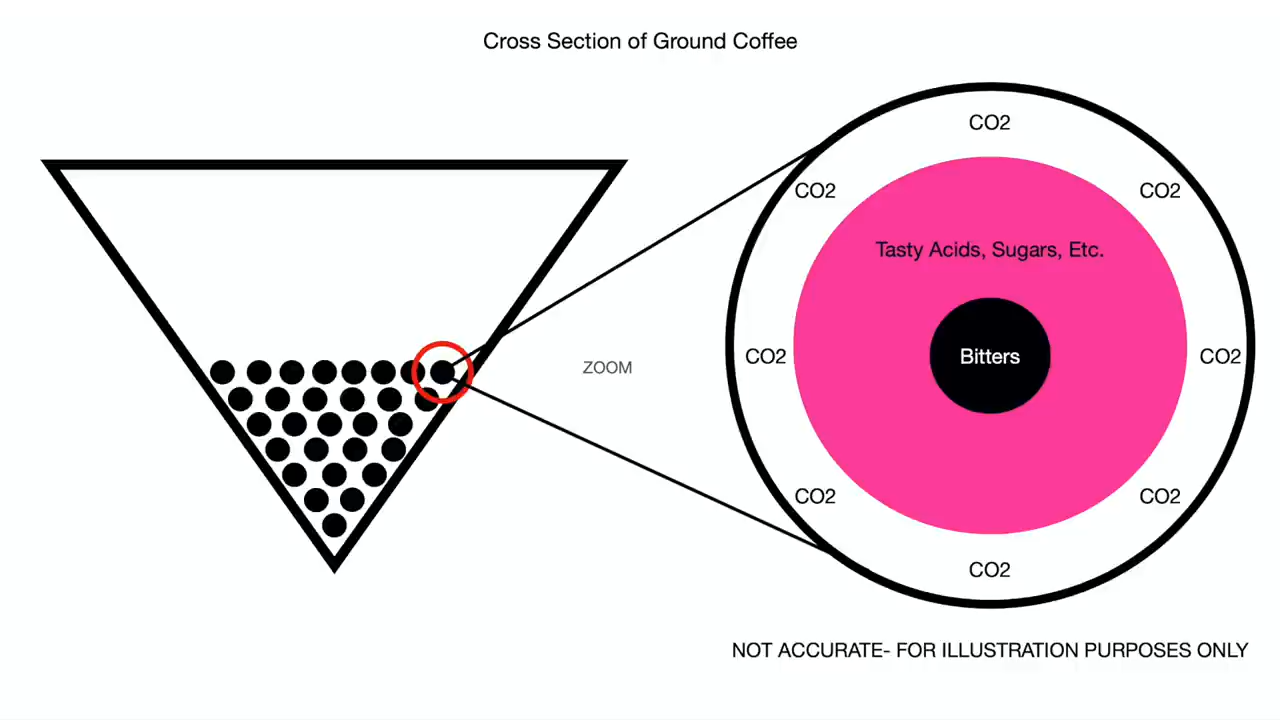 Cross Section of Ground Coffee
CO2
CO2
CO2
Tasty Acids, Sugars, Etc.
CO2
Bitters
CO2
ZOOM
CO2
CO2
CO2
NOT ACCURATE- FOR ILLUSTRATION PURPOSES ONLY